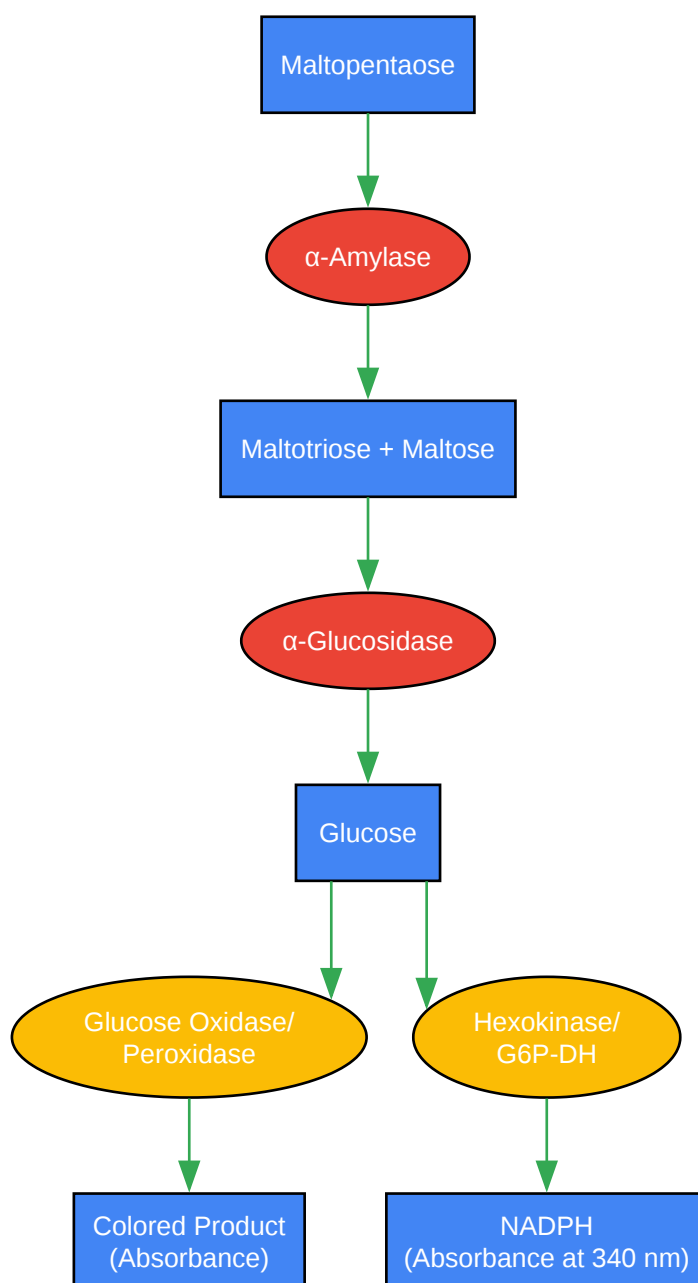 Maltopentaose
α-Amylase
Maltotriose + Maltose
α-Glucosidase
Glucose
Glucose Oxidase/
Peroxidase
Hexokinase/
G6P-DH
Colored Product
(Absorbance)
NADPH
(Absorbance at 340 nm)